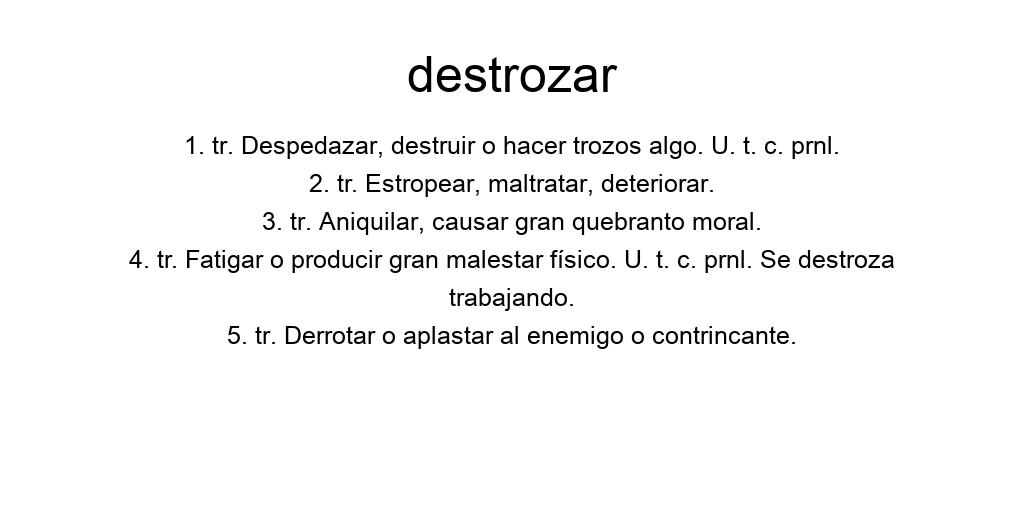 destrozar
1. tr. Despedazar, destruir o hacer trozos algo. U. t. c. prnl.
2. tr. Estropear, maltratar, deteriorar.
3. tr. Aniquilar, causar gran quebranto moral.
4. tr. Fatigar o producir gran malestar físico. U. t. c. prnl. Se destroza
trabajando.
5. tr. Derrotar o aplastar al enemigo o contrincante.